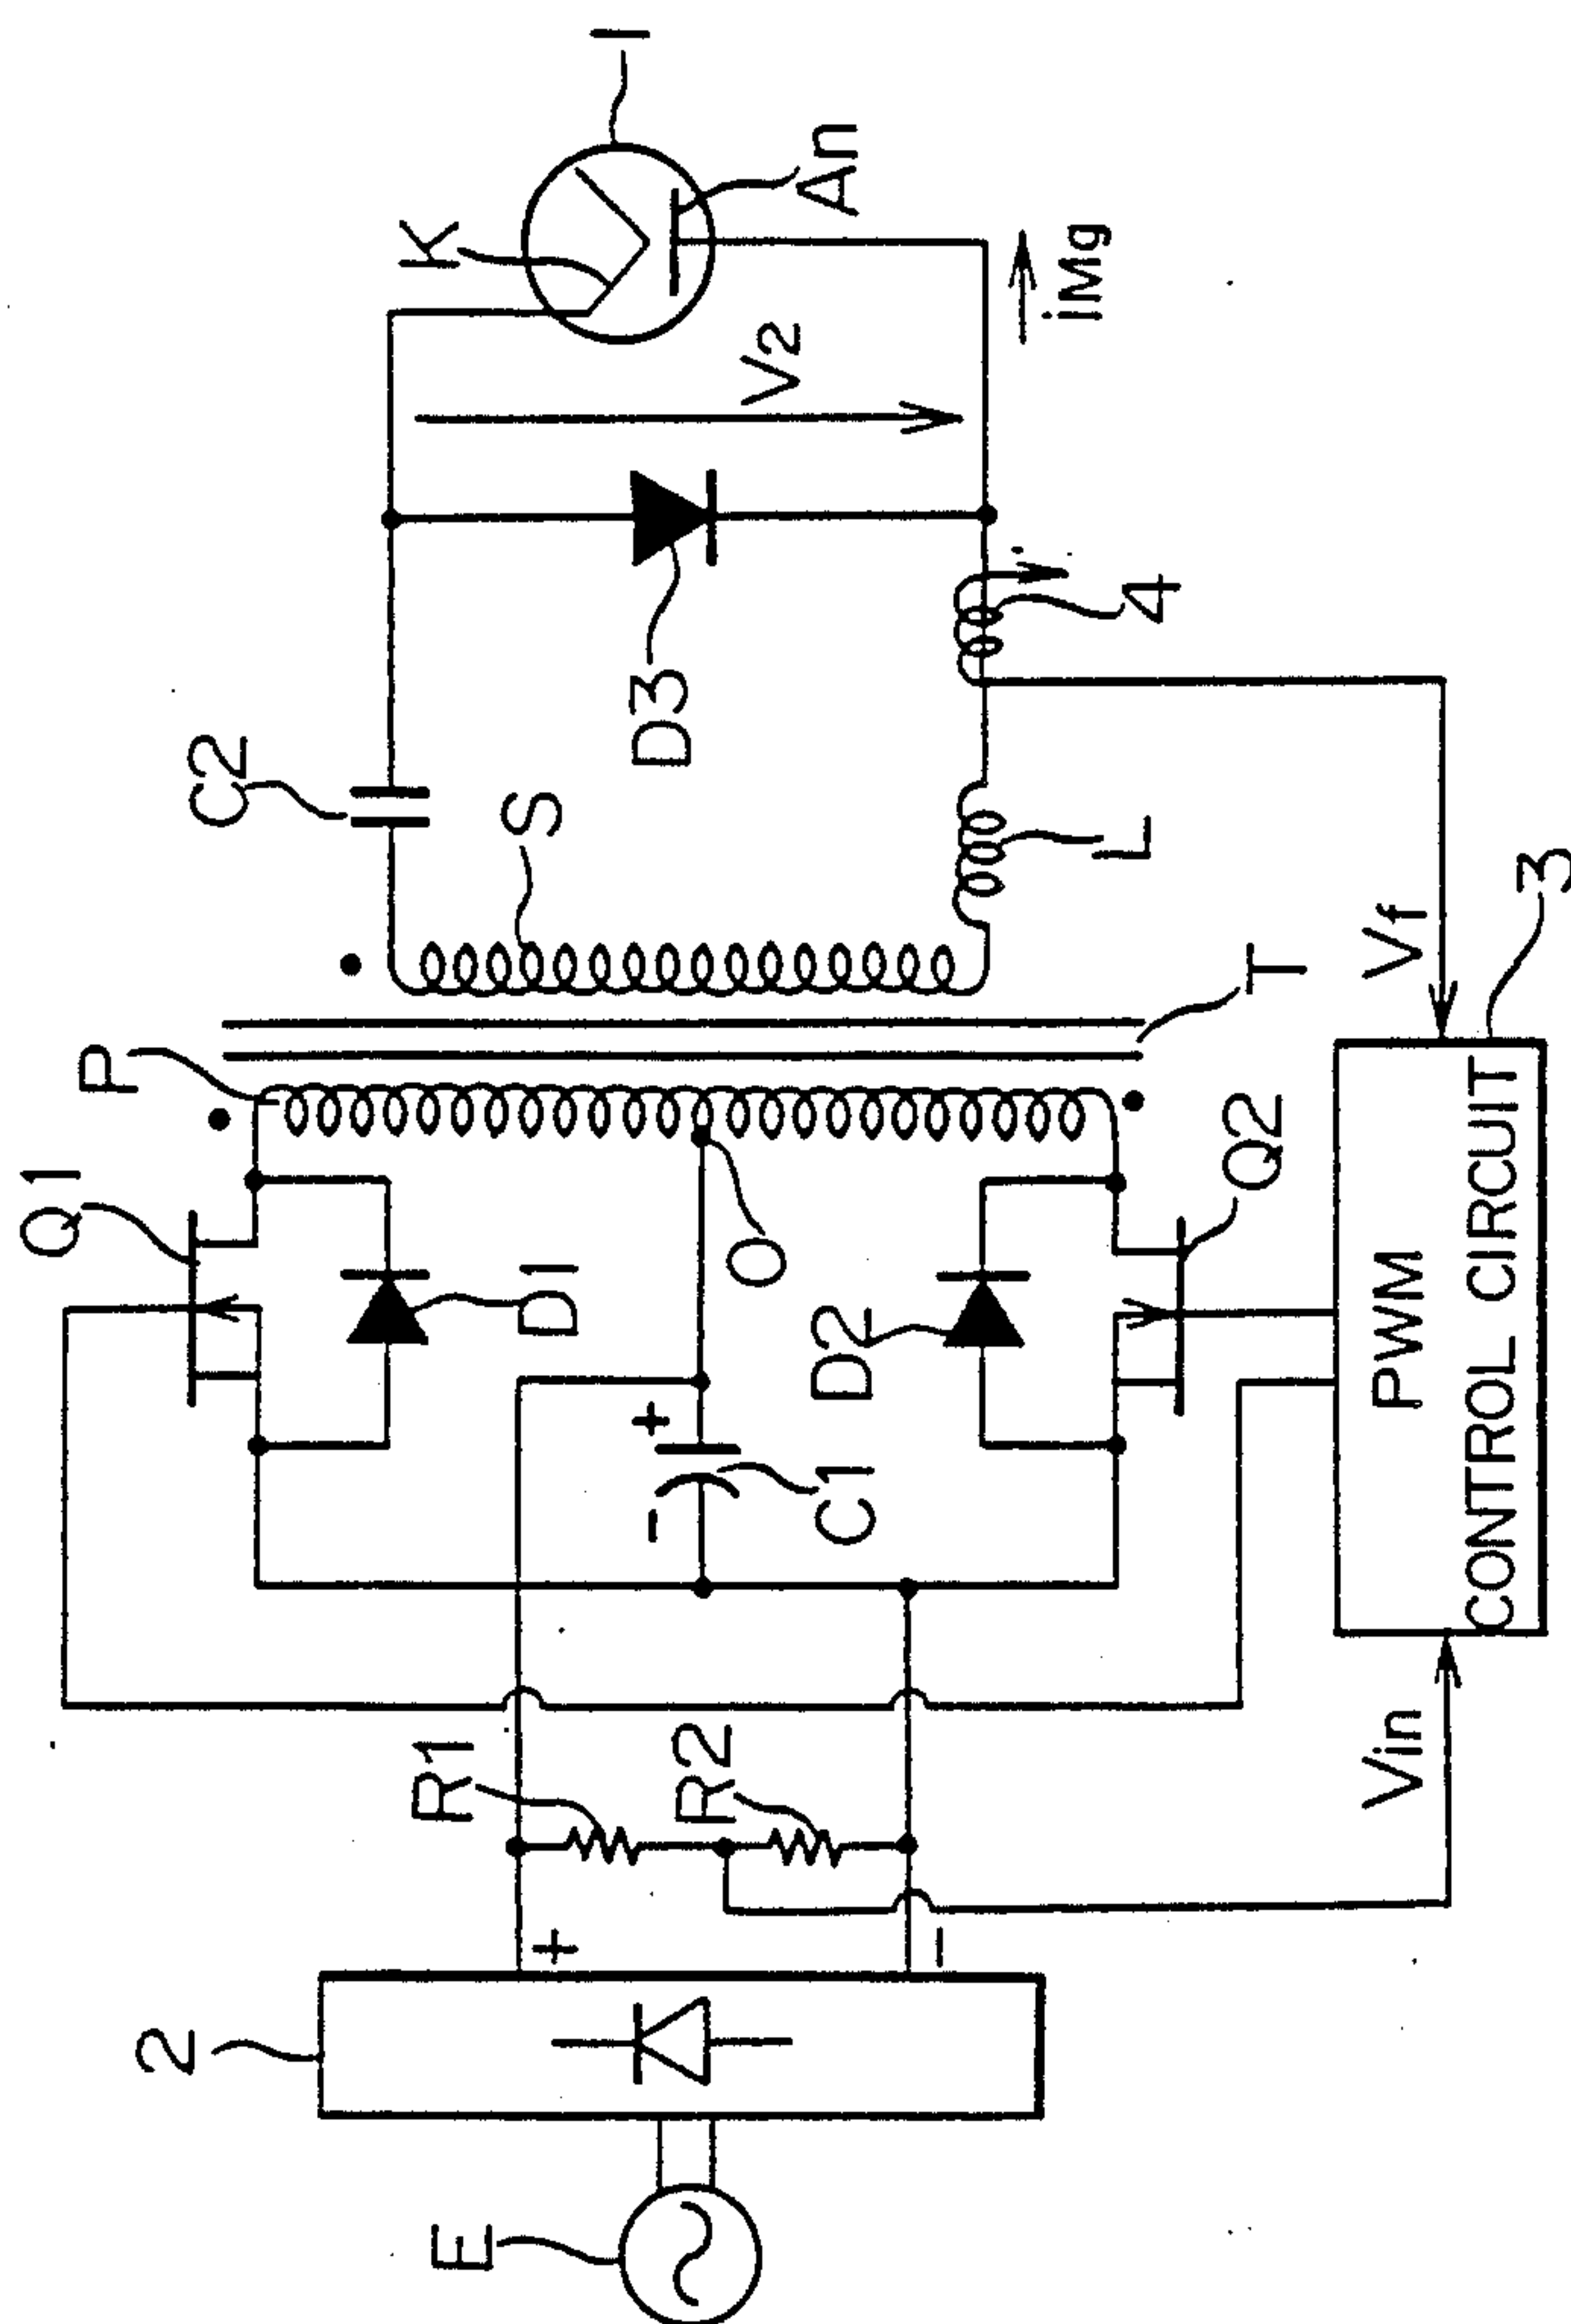 Q1
P
C2
K
1
D1
S
D3
V2
An
2
E
R1
R2
+
-
C1
+
-
O
D2
Q2
L
4
iMg
T
Vin
PWM
CONTROL CIRCUIT
Vf
3